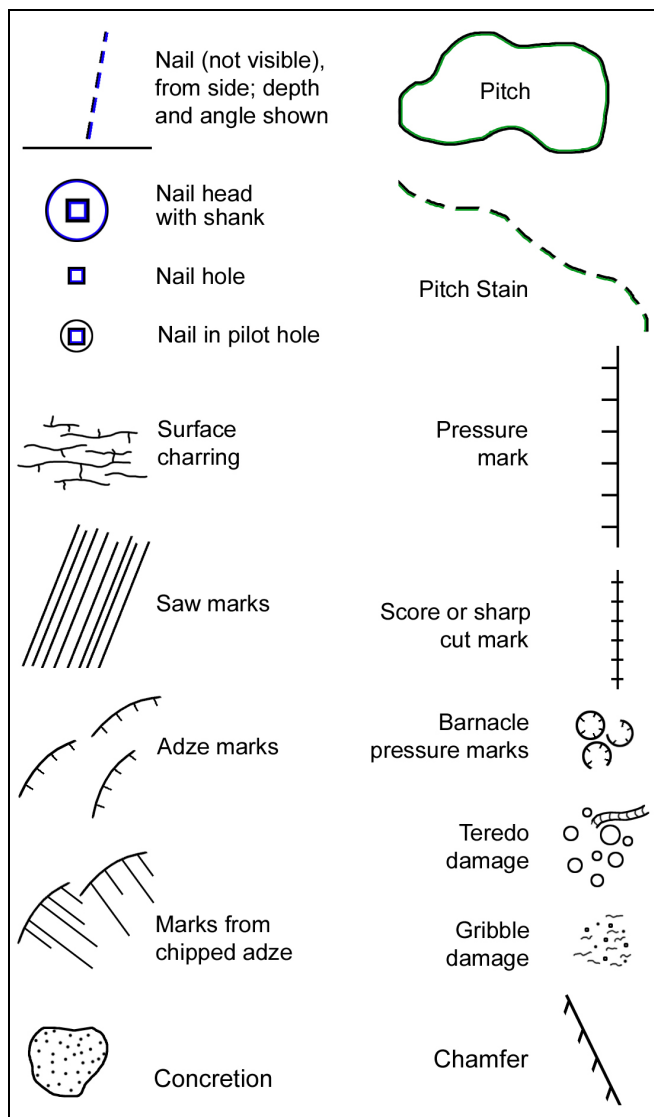 Nail (not visible),
from side; depth
and angle shown
Nail head
with shank
Nail hole
Nail in pilot hole
Surface
charring
Saw marks
Adze marks
Marks from
chipped adze
Concretion
Pitch
Pitch Stain
Pressure
mark
Score or sharp
cut mark
Barnacle
pressure marks
Teredo
damage
Gribble
damage
Chamfer